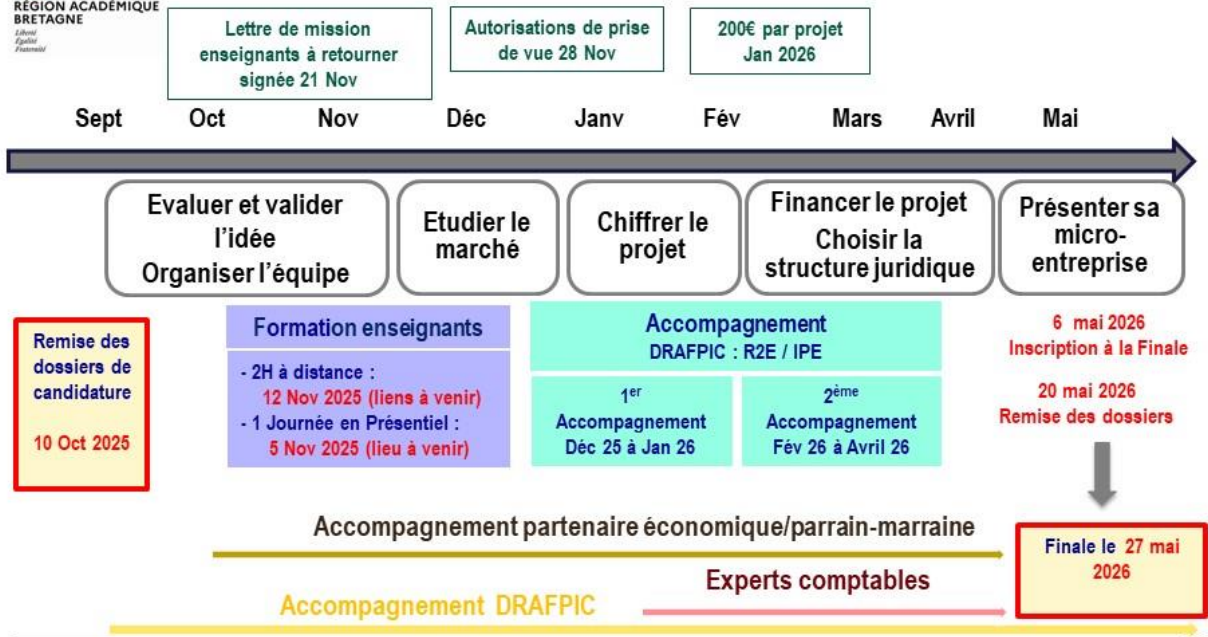 RÉGION ACADÉMIQUE
BRETAGNE
Liberté
Égalité
Fraternité
Lettre de mission
enseignants à retourner
signée 21 Nov
Autorisations de prise
de vue 28 Nov
200€ par projet
Jan 2026
Sept Oct Nov Déc Janv Fév Mars Avril Mai
Evaluer et valider
l'idée
Organiser l'équipe
Etudier le
marché
Chiffrer le
projet
Financer le projet
Choisir la
structure juridique
Présenter sa
micro-
entreprise
Remise des
dossiers de
candidature
10 Oct 2025
Formation enseignants
- 2H à distance :
12 Nov 2025 (liens à venir)
- 1 Journée en Présentiel :
5 Nov 2025 (lieu à venir)
Accompagnement
DRAFPIC : R2E / IPE
1er
Accompagnement
Déc 25 à Jan 26
2ème
Accompagnement
Fév 26 à Avril 26
6 mai 2026
Inscription à la Finale
20 mai 2026
Remise des dossiers
Accompagnement partenaire économique/parrain-marraine
Finale le 27 mai
2026
Experts comptables
Accompagnement DRAFPIC